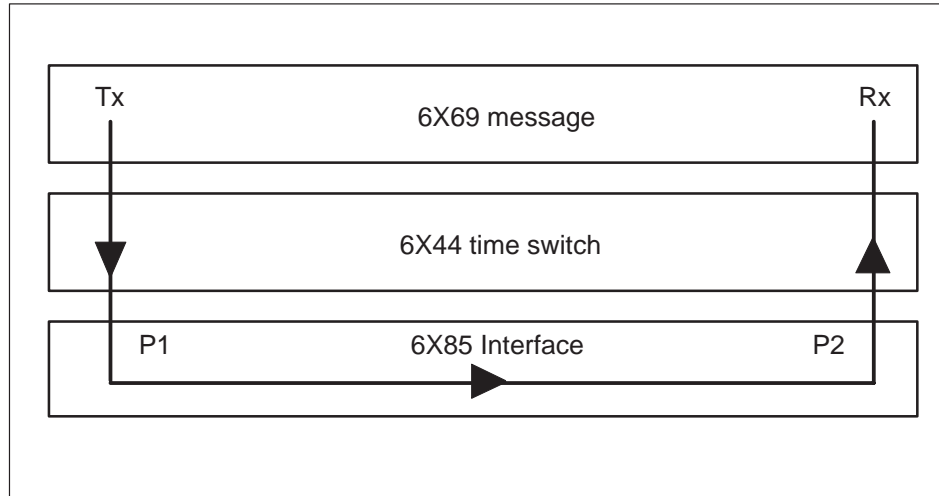 Tx
6X69 message
Rx
6X44 time switch
P1
6X85 Interface
P2